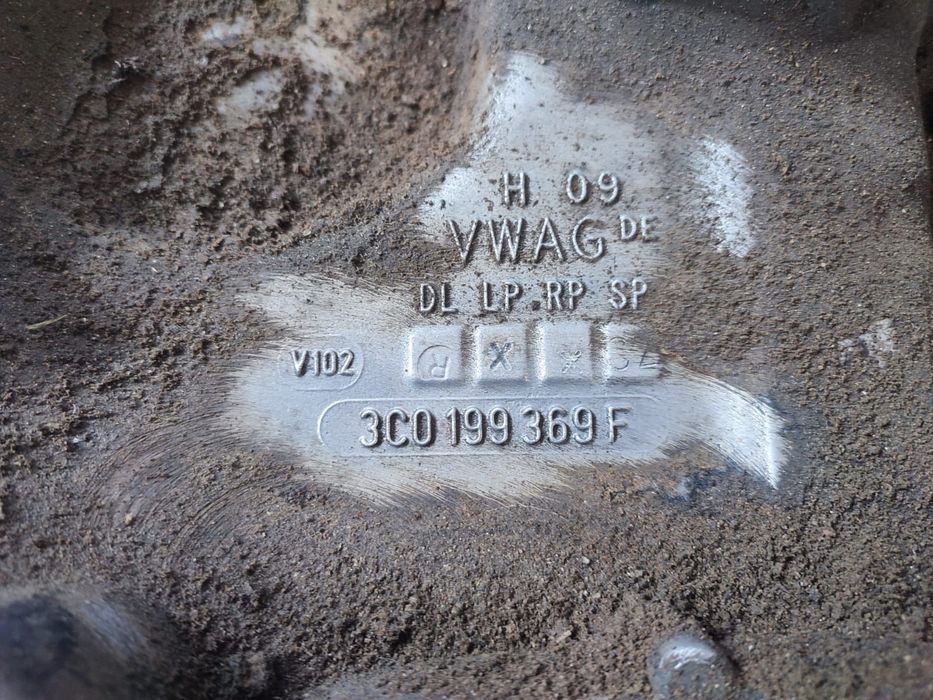 H 09
VWAG DE
DL LP.RP SP
V102 R X X
3C0 199 369 F